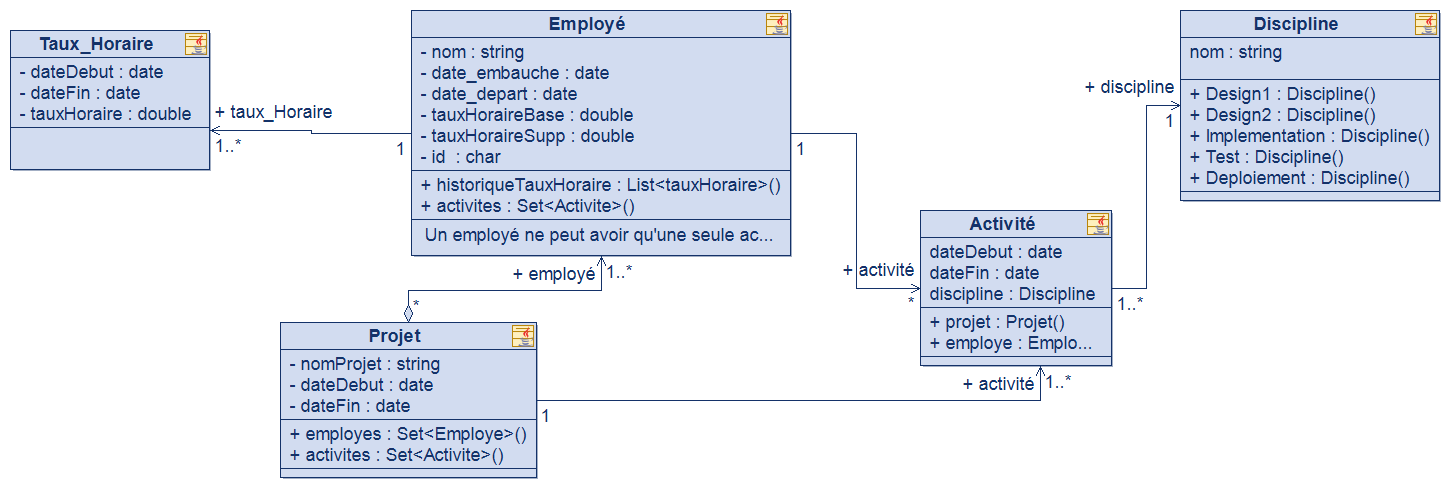 Taux_Horaire
- dateDebut : date
- dateFin : date
- tauxHoraire : double
+ taux_Horaire
1..*
1
Employé
- nom : string
- date_embauche : date
- date_depart : date
- tauxHoraireBase : double
- tauxHoraireSupp : double
- id : char
+ historiqueTauxHoraire : List<tauxHoraire>()
+ activites : Set<Activite>()
Un employé ne peut avoir qu'une seule ac...
1
+ activité
*
+ employé
1..*
*
Discipline
nom : string
+ Design1 : Discipline()
+ Design2 : Discipline()
+ Implementation : Discipline()
+ Test : Discipline()
+ Deploiement : Discipline()
+ discipline
1
Activité
dateDebut : date
dateFin : date
discipline : Discipline
+ projet : Projet()
+ employe : Emplo...
1..*
+ activité
1..*
Projet
- nomProjet : string
- dateDebut : date
- dateFin : date
+ employes : Set<Employe>()
+ activites : Set<Activite>()
1